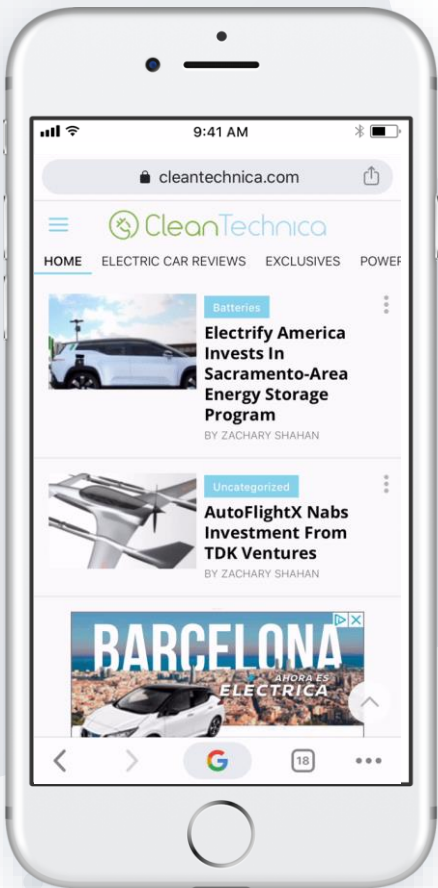 9:41 AM
cleantechnica.com
CleanTechnica
HOME ELECTRIC CAR REVIEWS EXCLUSIVES POWER
Batteries
Electrify America
Invests In
Sacramento-Area
Energy Storage
Program
BY ZACHARY SHAHAN
Uncategorized
AutoFlightX Nabs
Investment From
TDK Ventures
BY ZACHARY SHAHAN
BARCELONA
AHORA ES
ELÉCTRICA
G
18